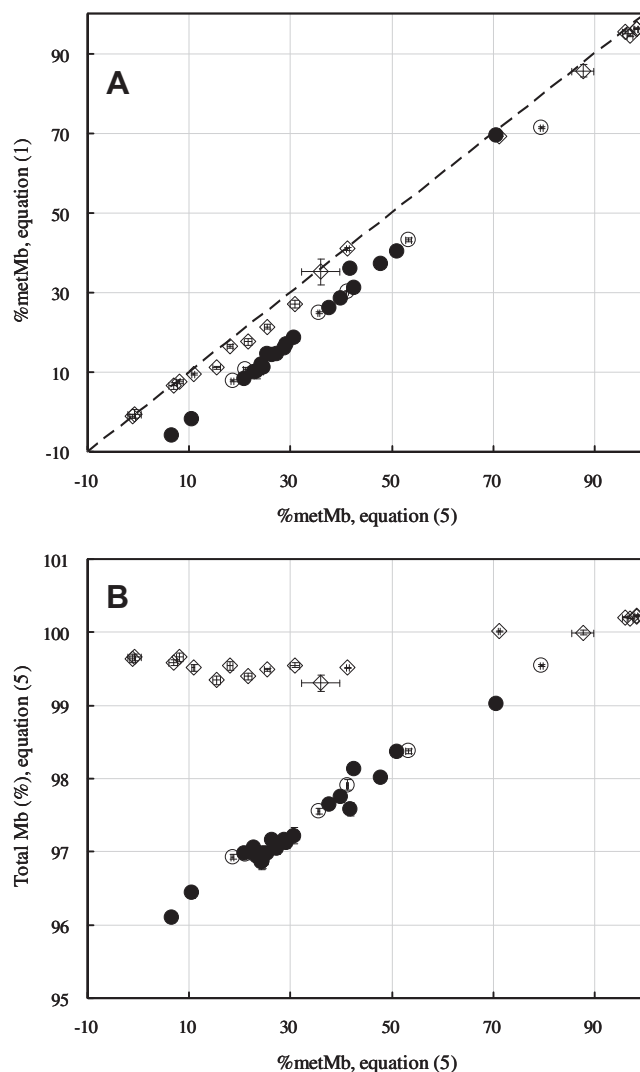 90
A
70
50
30
10
-10
%metMb, equation (1)
-10 10 30 50 70 90
%metMb, equation (5)
101
B
100
99
98
97
96
95
Total Mb (%), equation (5)
-10 10 30 50 70 90
%metMb, equation (5)